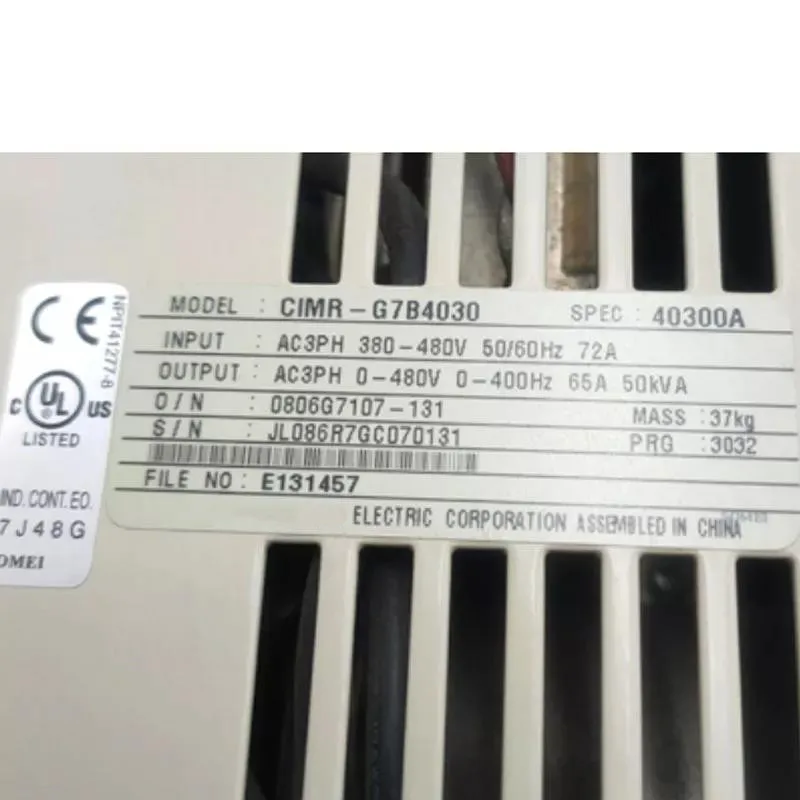 MODEL : CIMR-G7B4030 SPEC : 40300A
INPUT : AC3PH 380-480V 50/60Hz 72A
OUTPUT : AC3PH 0-480V 0-400Hz 65A 50kVA
O/N : 0806G7107-131 MASS : 37kg
S/N : JL086R7GC070131 PRG : 3032
FILE NO : E131457
ELECTRIC CORPORATION ASSEMBLED IN CHINA
CE
NPIT41277-8
C UL US
®
LISTED
IND. CONT. EQ.
7J48G
OMEI